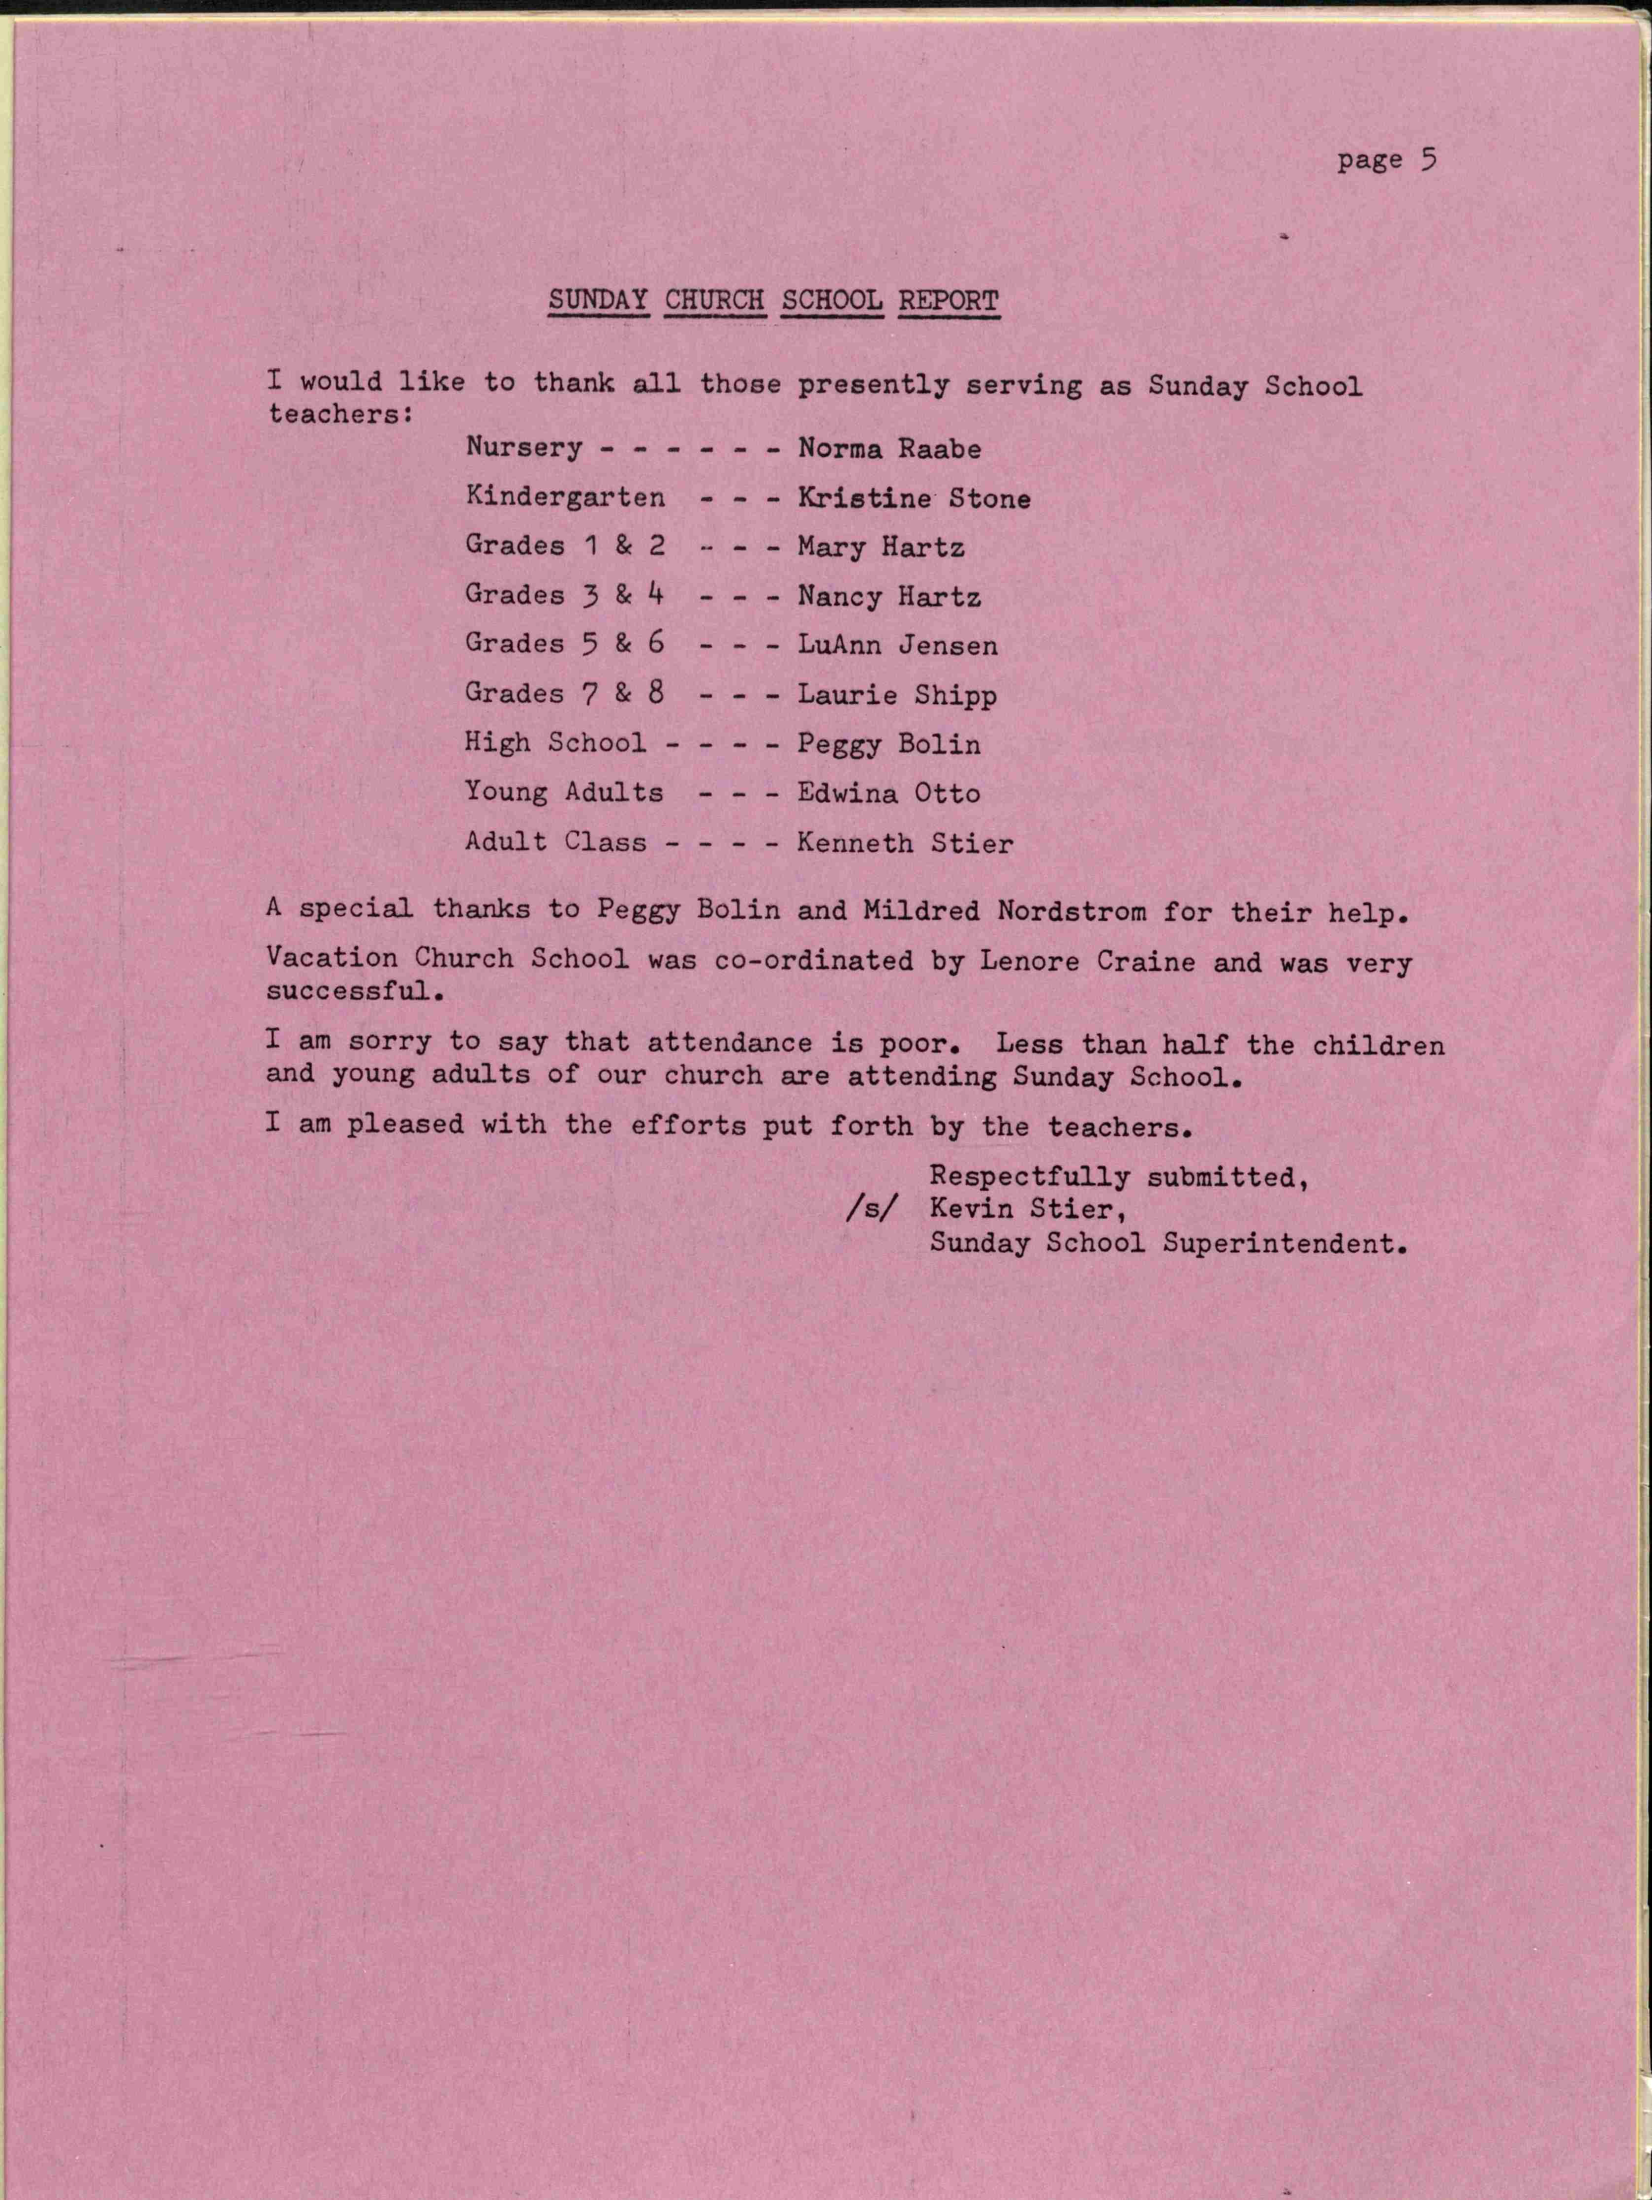 page 5
SUNDAY CHURCH SCHOOL REPORT
I would like to thank all those presently serving as Sunday School
teachers:
Nursery - - - - - - Norma Raabe
Kindergarten - - - Kristine Stone
Grades 1 & 2 - - - Mary Hartz
Grades 3 & 4 - - - Nancy Hartz
Grades 5 & 6 - - - LuAnn Jensen
Grades 7 & 8 - - - Laurie Shipp
High School - - - - Peggy Bolin
Young Adults - - - Edwina Otto
Adult Class - - - - Kenneth Stier
A special thanks to Peggy Bolin and Mildred Nordstrom for their help.
Vacation Church School was co-ordinated by Lenore Craine and was very
successful.
I am sorry to say that attendance is poor. Less than half the children
and young adults of our church are attending Sunday School.
I am pleased with the efforts put forth by the teachers.
Respectfully submitted,
/s/ Kevin Stier,
Sunday School Superintendent.